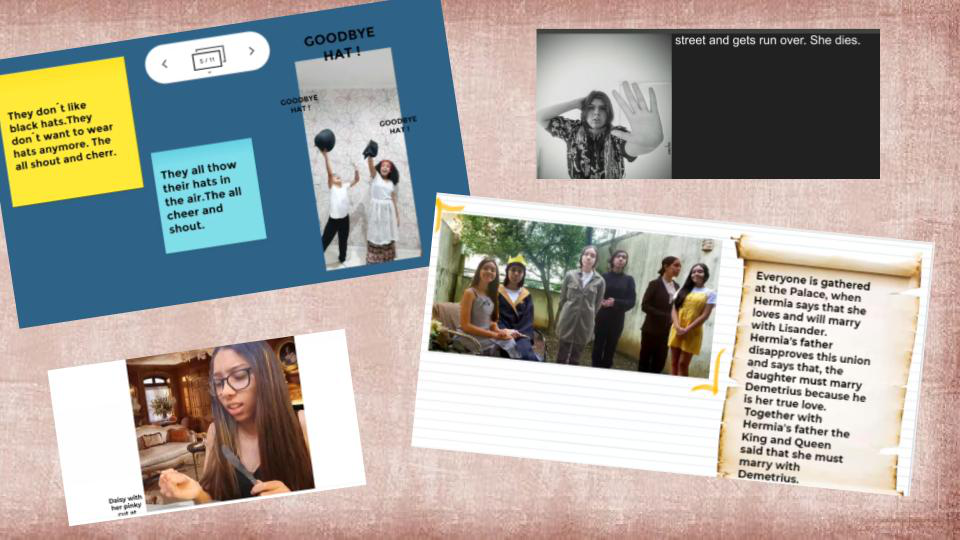 They don´t like
black hats.They
don´t want to wear
hats anymore. The
all shout and cherr.
5 / 11
GOODBYE
HAT !
GOODBYE
HAT !
GOODBYE
HAT !
They all thow
their hats in
the air.The all
cheer and
shout.
street and gets run over. She dies.
Everyone is gathered
at the Palace, when
Hermia says that she
loves and will marry
with Lisander.
Hermia's father
disapproves this union
and says that, the
daughter must marry
Demetrius because he
is her true love.
Together with
Hermia's father the
King and Queen
said that she must
marry with
Demetrius.
Daisy with
her pinky